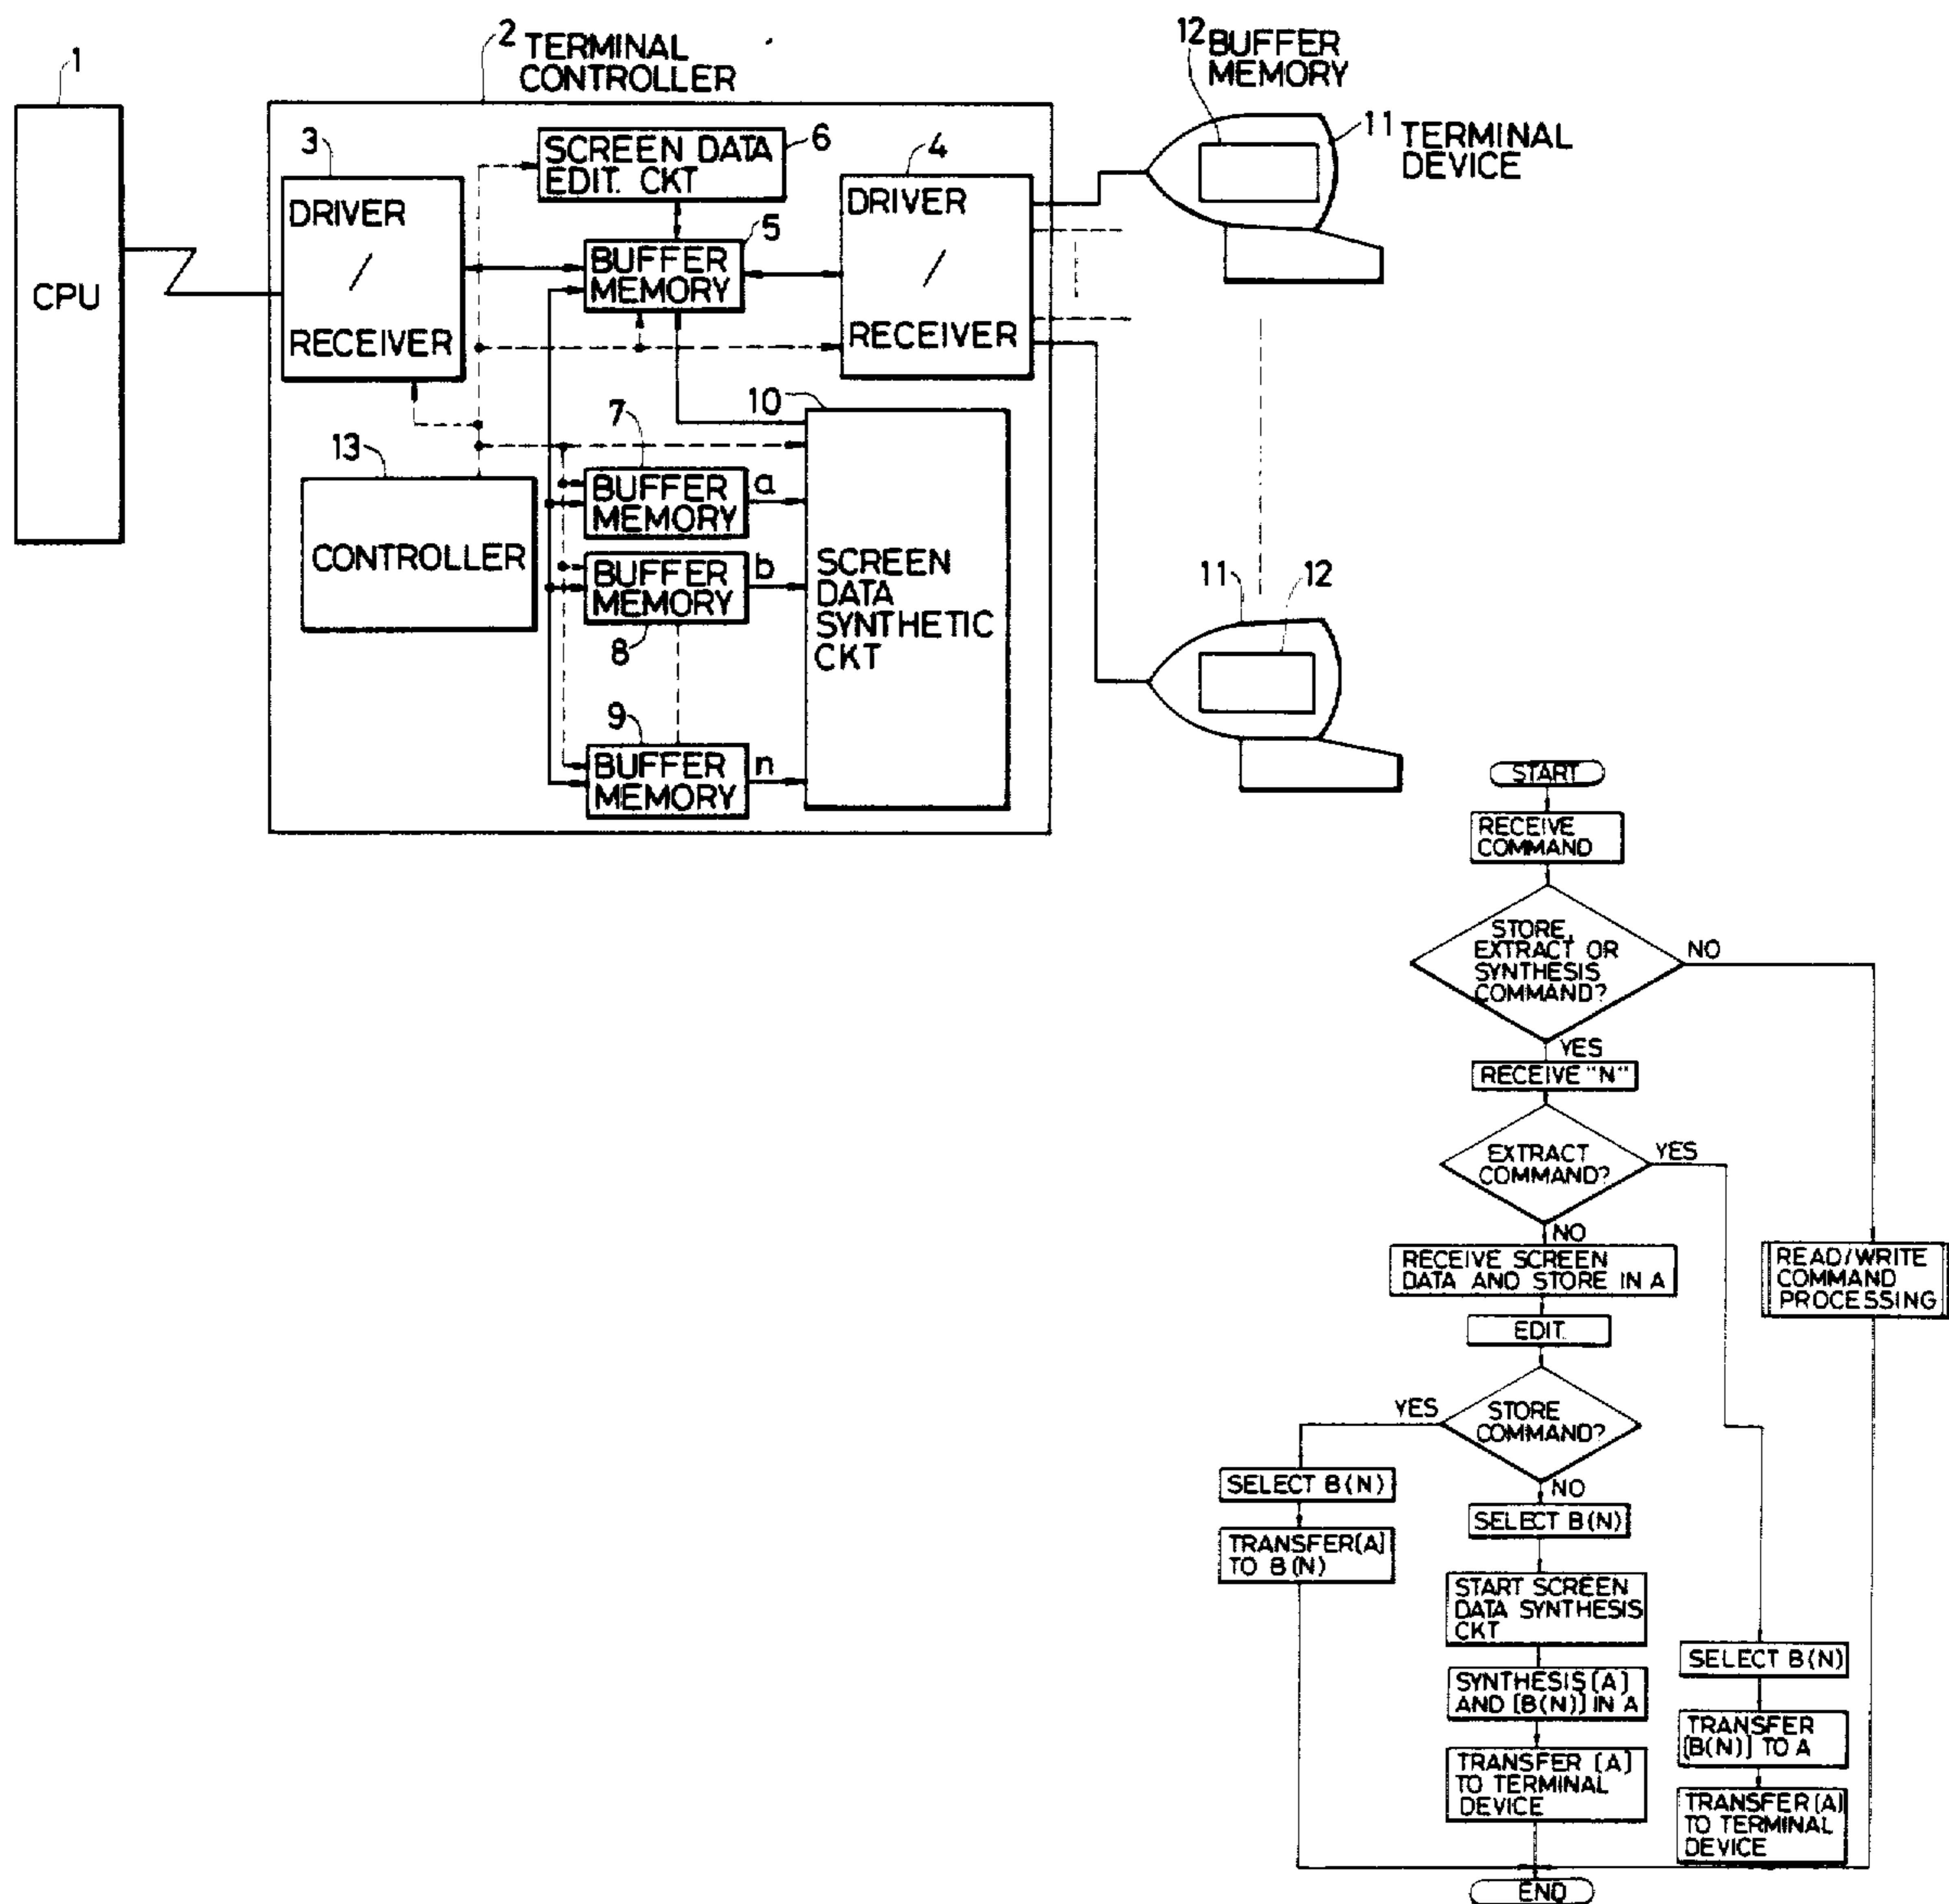 1
CPU
2 TERMINAL
CONTROLLER
3
DRIVER
/
RECEIVER
SCREEN DATA
EDIT. CKT
6
5
BUFFER
MEMORY
4
DRIVER
/
RECEIVER
12 BUFFER
MEMORY
11 TERMINAL
DEVICE
13
CONTROLLER
7
BUFFER
MEMORY
a
BUFFER
MEMORY
b
8
9
BUFFER
MEMORY
n
10
SCREEN
DATA
SYNTHETIC
CKT
11
12
START
RECEIVE
COMMAND
STORE,
EXTRACT OR
SYNTHESIS
COMMAND?
NO
YES
RECEIVE "N"
EXTRACT
COMMAND?
YES
NO
RECEIVE SCREEN
DATA AND STORE IN A
READ/WRITE
COMMAND
PROCESSING
EDIT
STORE
COMMAND?
YES
NO
SELECT B(N)
TRANSFER[A]
TO B(N)
SELECT B(N)
START SCREEN
DATA SYNTHESIS
CKT
SYNTHESIS[A]
AND [B(N)] IN A
TRANSFER [A]
TO TERMINAL
DEVICE
SELECT B(N)
TRANSFER
[B(N)] TO A
TRANSFER(A)
TO TERMINAL
DEVICE
END